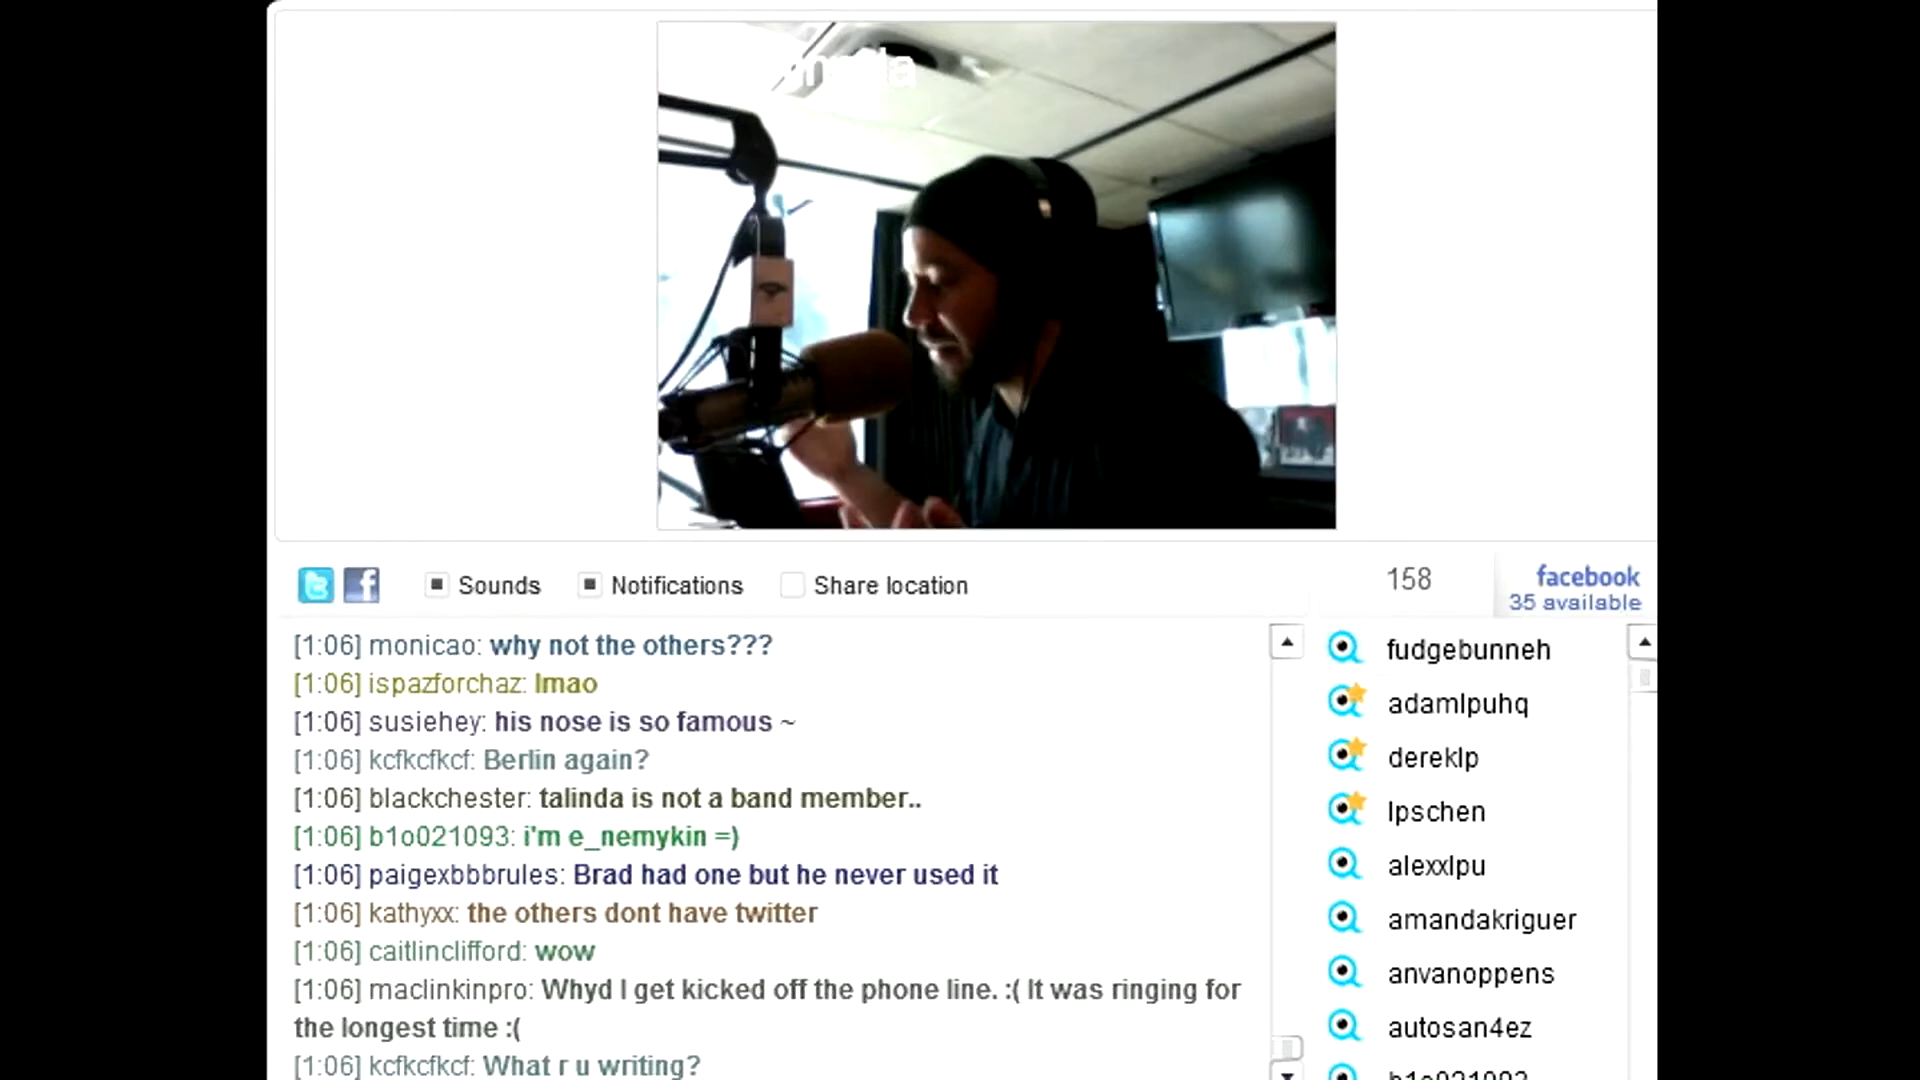 Sounds
Notifications
Share location
158
facebook
35 available
[1:06] monicao: why not the others???
[1:06] ispazforchaz: lmao
[1:06] susiehey: his nose is so famous ~
[1:06] kcfkcfkcf: Berlin again?
[1:06] blackchester: talinda is not a band member..
[1:06] b1o021093: i'm e_nemykin =)
[1:06] paigexbbbrules: Brad had one but he never used it
[1:06] kathyxx: the others dont have twitter
[1:06] caitlinclifford: wow
[1:06] maclinkinpro: Whyd I get kicked off the phone line. :( It was ringing for
the longest time :(
[1:06] kcfkcfkcf: What r u writing?
fudgebunneh
adamlpuhq
dereklp
lpschen
alexxlpu
amandakriguer
anvanoppens
autosan4ez
b1o021093